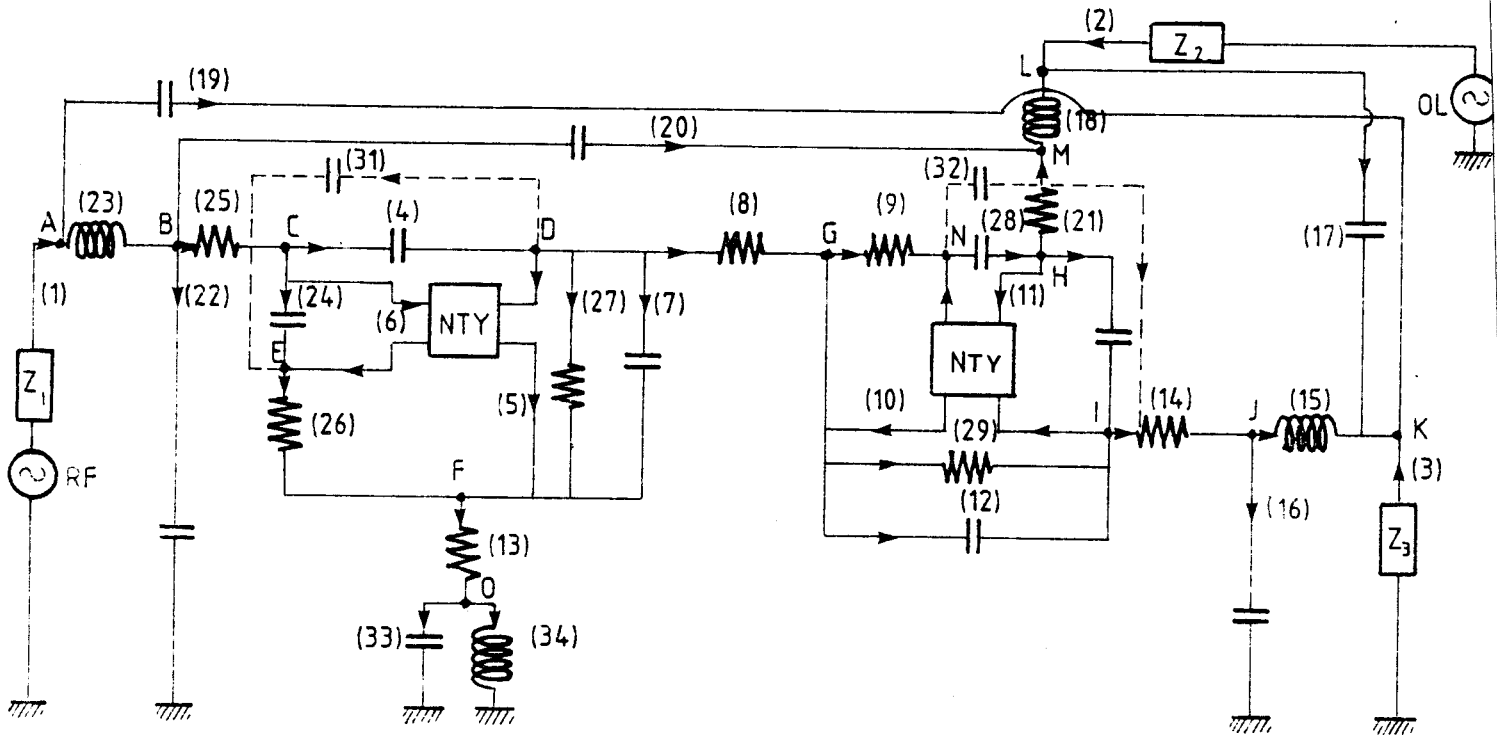 (2)
Z2
L
OL
(19)
(18)
(20)
M
(31)
(32)
A
(23)
B
(25)
C
(4)
D
(8)
G
(9)
N
(28)
(21)
H
(17)
(1)
(22)
(24)
(6)
NTY
(27)
(7)
(11)
E
NTY
Z1
(26)
(5)
(10)
I
(14)
J
(15)
K
(29)
(3)
RF
F
(12)
(16)
(13)
Z3
O
(33)
(34)